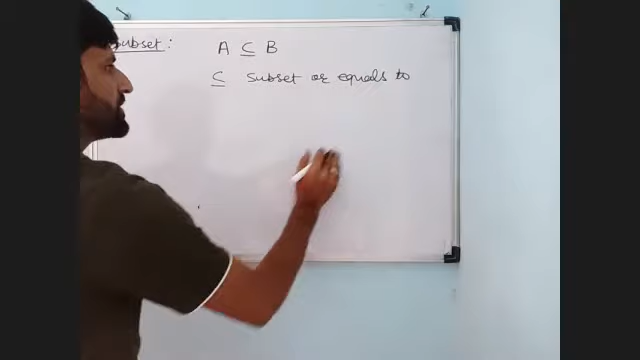 Subset : A ⊆ B
⊆ Subset or equals to